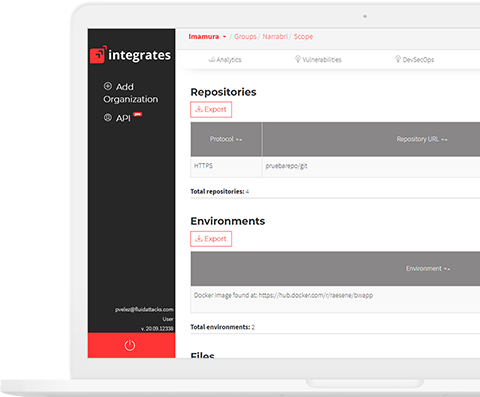 integrates
Add
Organization
API pro
pvelez@fluidattacks.com
User
v. 20.09.12338
Imamura / Groups / Narrabri / Scope
Analytics Vulnerabilities DevSecOps
Repositories
Export
Protocol Repository URL
HTTPS pruebarepo/git
Total repositories: 4
Environments
Export
Environment
Docker image found at: https://hub.docker.com/r/raesene/bwapp
Total environments: 2
Files